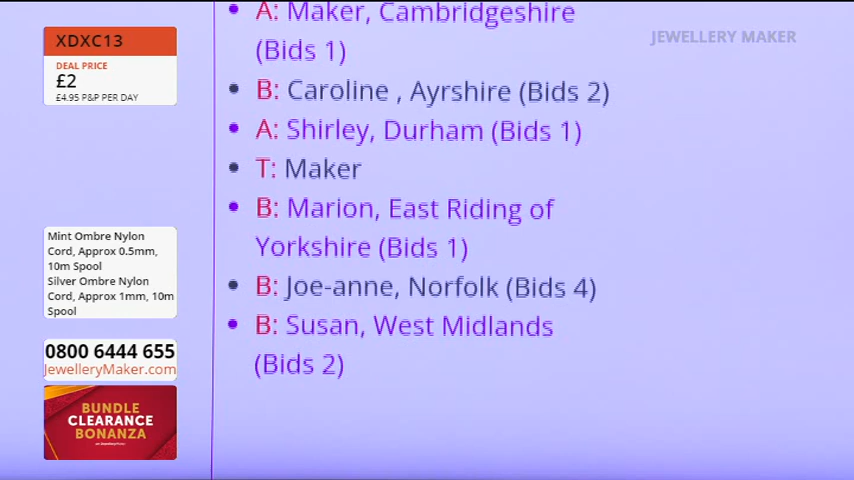 XDXC13
DEAL PRICE
£2
£4.95 P&P PER DAY
Mint Ombre Nylon
Cord, Approx 0.5mm,
10m Spool
Silver Ombre Nylon
Cord, Approx 1mm, 10m
Spool
0800 6444 655
JewelleryMaker.com
BUNDLE
CLEARANCE
BONANZA
A: Maker, Cambridgeshire
(Bids 1)
B: Caroline , Ayrshire (Bids 2)
A: Shirley, Durham (Bids 1)
T: Maker
B: Marion, East Riding of
Yorkshire (Bids 1)
B: Joe-anne, Norfolk (Bids 4)
B: Susan, West Midlands
(Bids 2)
JEWELLERY MAKER